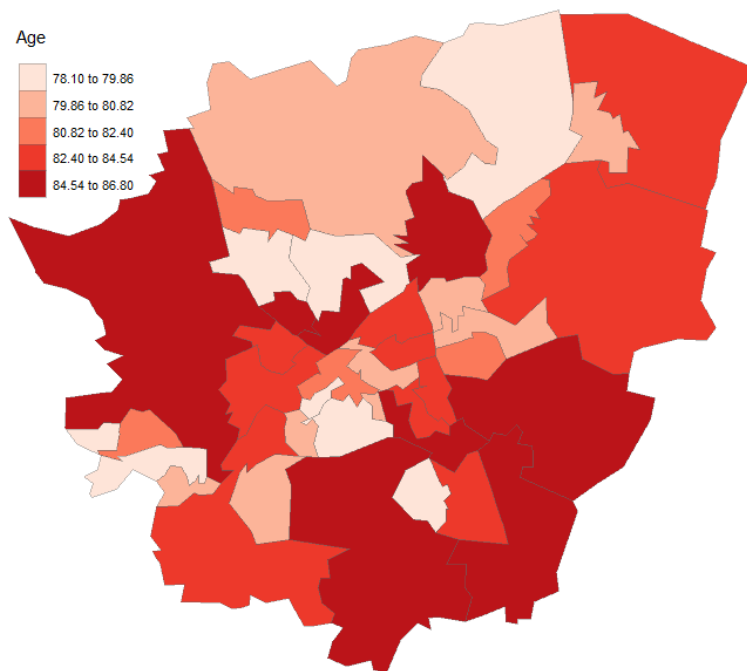 Age
78.10 to 79.86
79.86 to 80.82
80.82 to 82.40
82.40 to 84.54
84.54 to 86.80